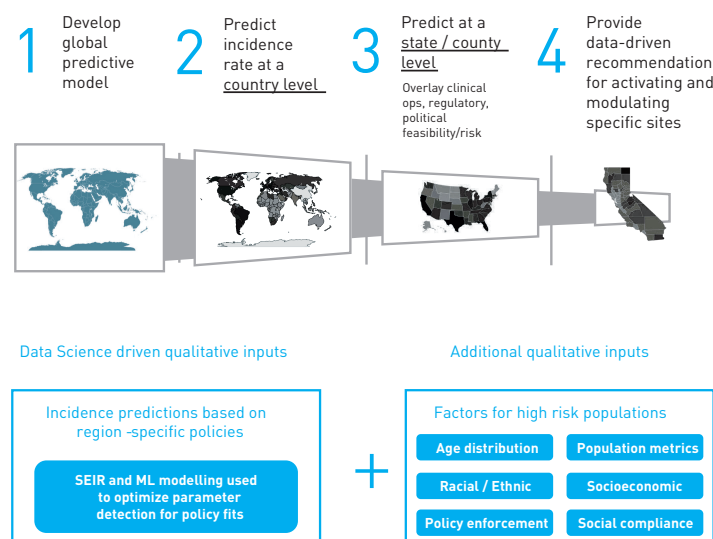 1
Develop
global
predictive
model
2
Predict
incidence
rate at a
country level
3
Predict at a
state / county
level
Overlay clinical
ops, regulatory,
political
feasibility/risk
4
Provide
data-driven
recommendation
for activating and
modulating
specific sites
Data Science driven qualitative inputs
Incidence predictions based on
region -specific policies
SEIR and ML modelling used
to optimize parameter
detection for policy fits
+
Additional qualitative inputs
Factors for high risk populations
Age distribution
Population metrics
Racial / Ethnic
Socioeconomic
Policy enforcement
Social compliance